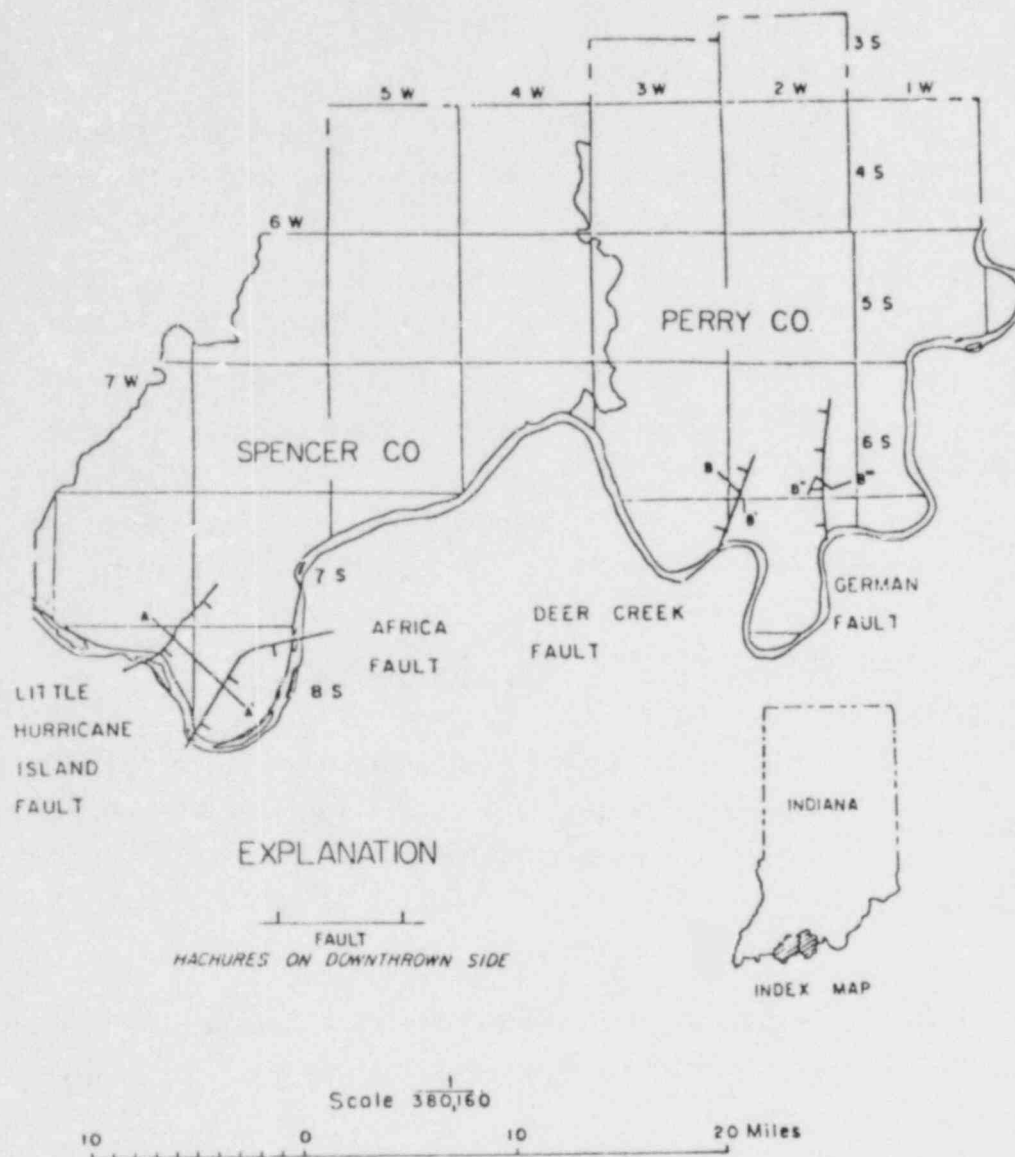 3 S
5 W 4 W 3 W 2 W 1 W
4 S
6 W
5 S
PERRY CO.
7 W
6 S
SPENCER CO
B
B"
B'''
B'
7 S
GERMAN
FAULT
DEER CREEK
FAULT
A
AFRICA
FAULT
8 S
A'
LITTLE
HURRICANE
ISLAND
FAULT
INDIANA
EXPLANATION
FAULT
HACHURES ON DOWNTHROWN SIDE
INDEX MAP
Scale 1/380,160
10 0 10 20 Miles